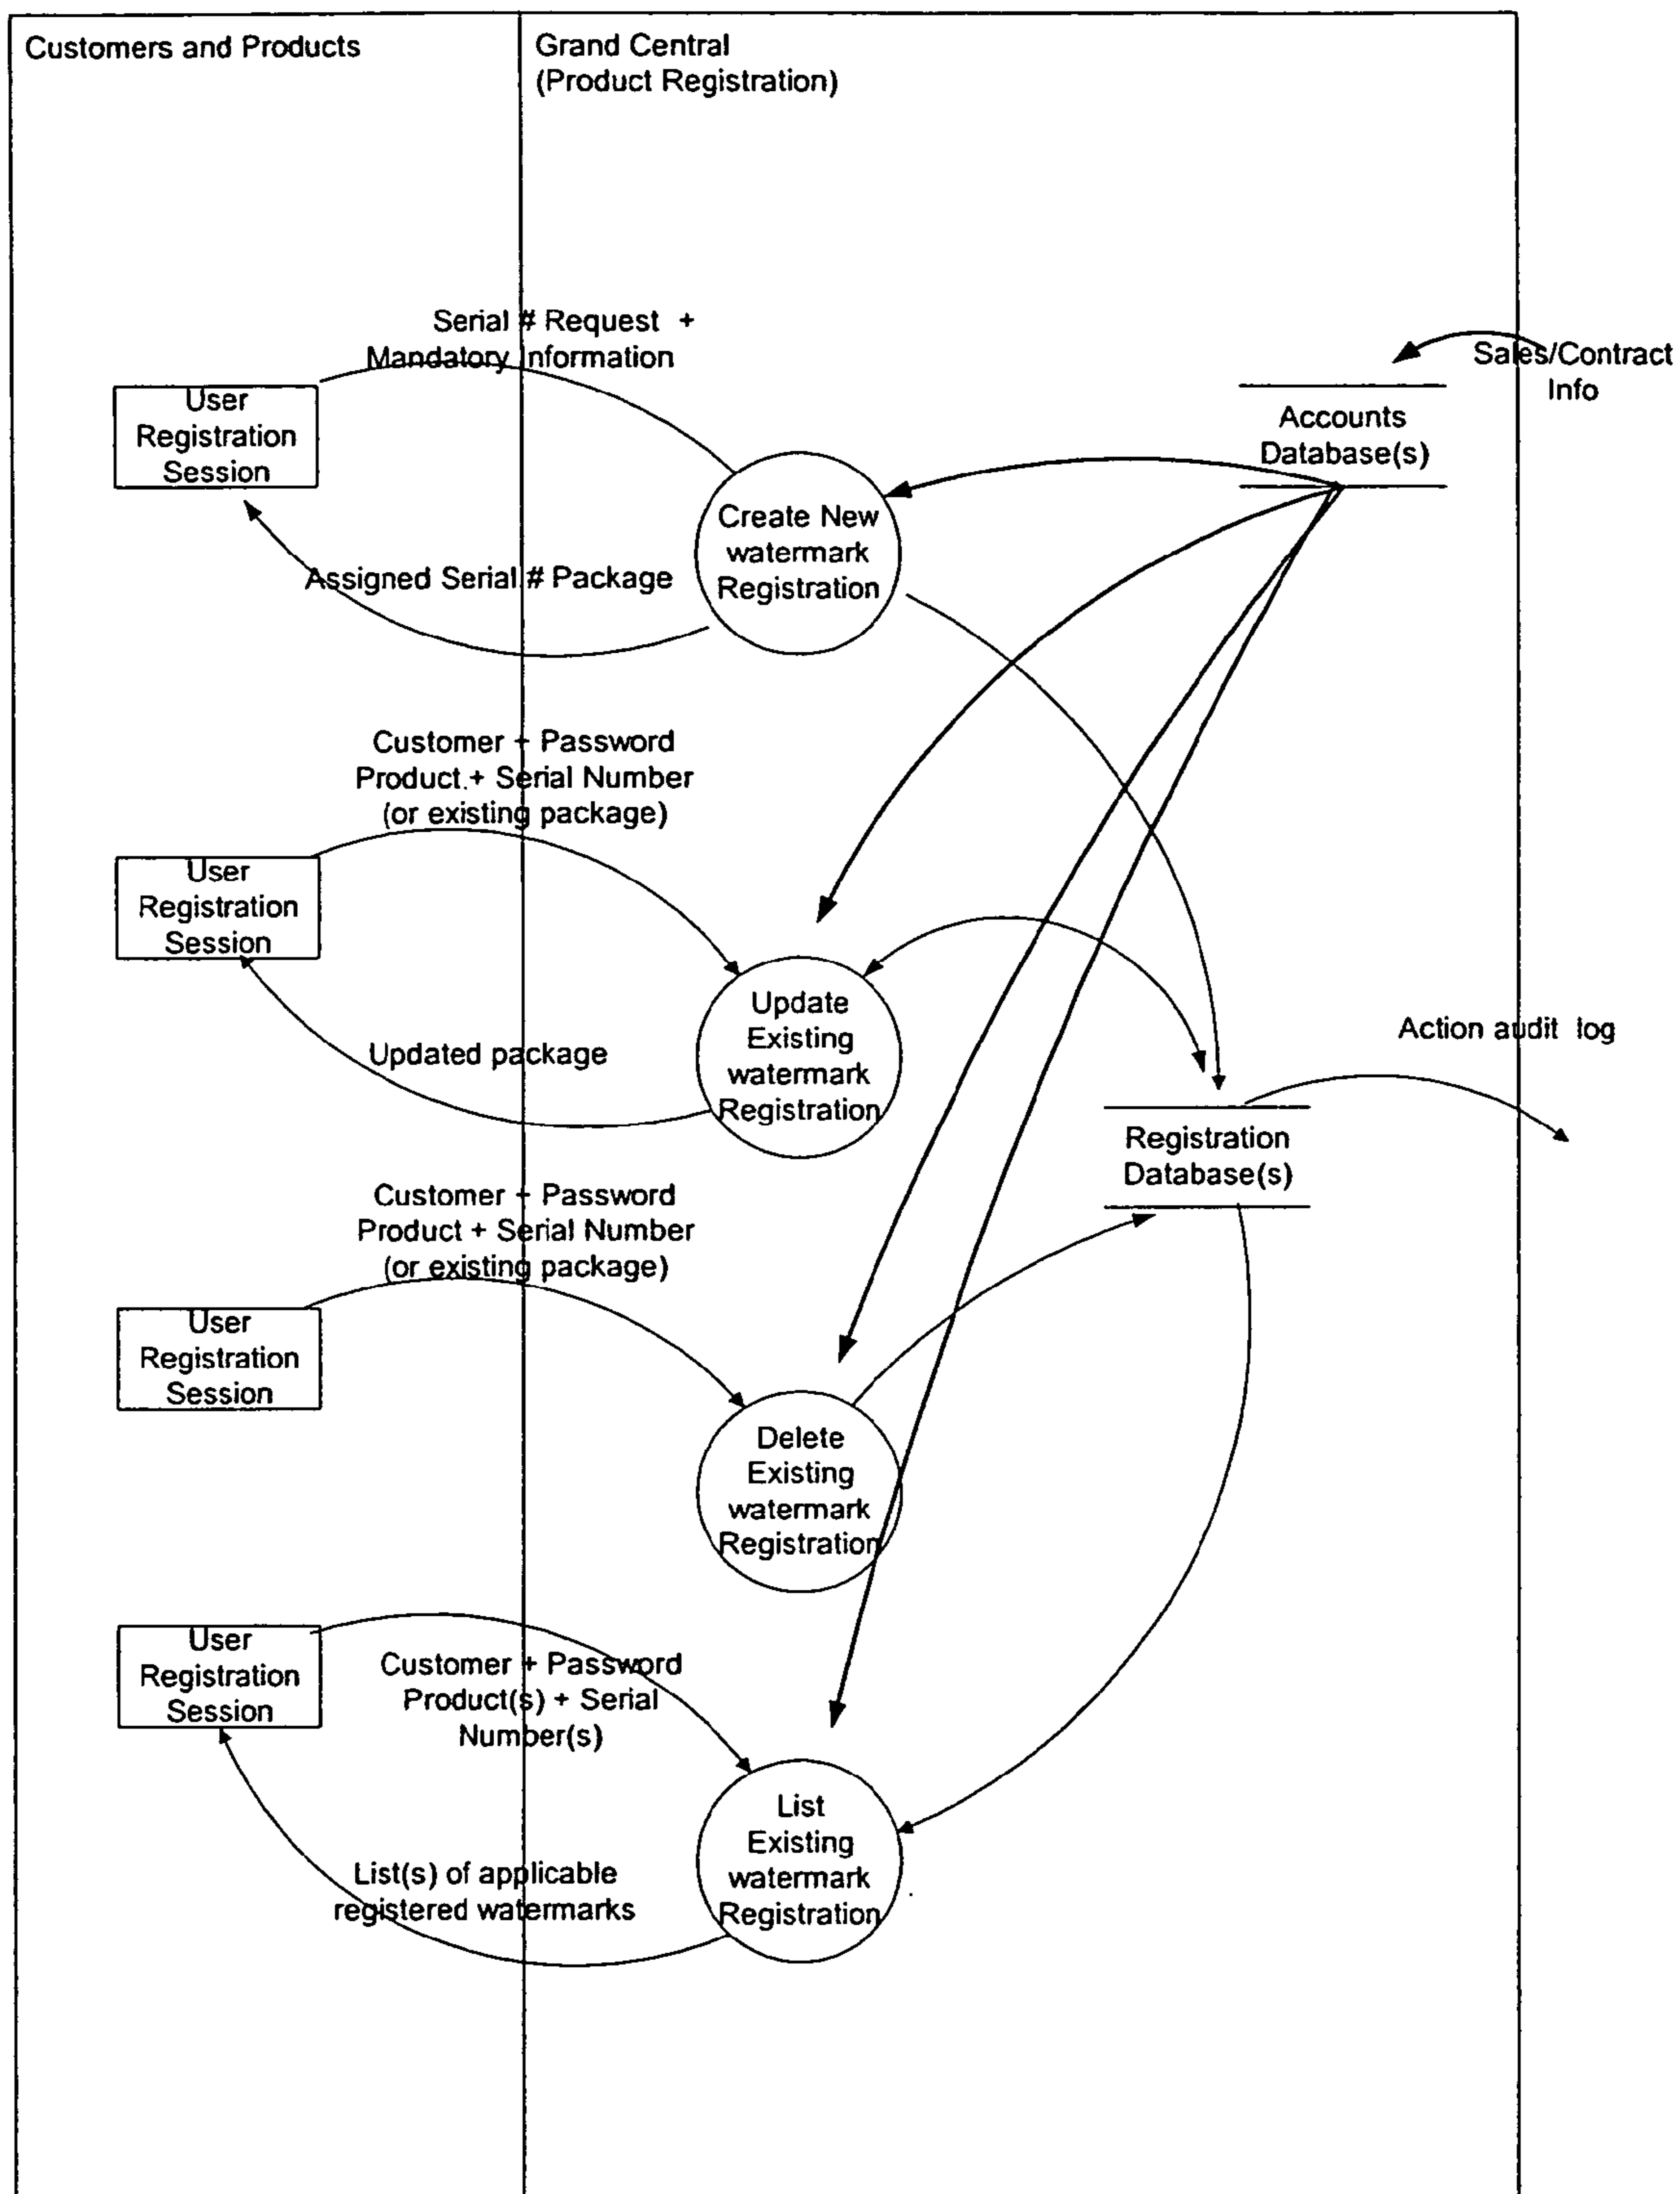 Customers and Products
Grand Central
(Product Registration)
Serial # Request +
Mandatory Information
User
Registration
Session
Sales/Contract
Info
Accounts
Database(s)
Create New
watermark
Registration
Assigned Serial # Package
Customer + Password
Product.+ Serial Number
(or existing package)
User
Registration
Session
Update
Existing
watermark
Registration
Updated package
Action audit log
Registration
Database(s)
Customer + Password
Product + Serial Number
(or existing package)
User
Registration
Session
Delete
Existing
watermark
Registration
User
Registration
Session
Customer + Password
Product(s) + Serial
Number(s)
List
Existing
watermark
Registration
List(s) of applicable
registered watermarks